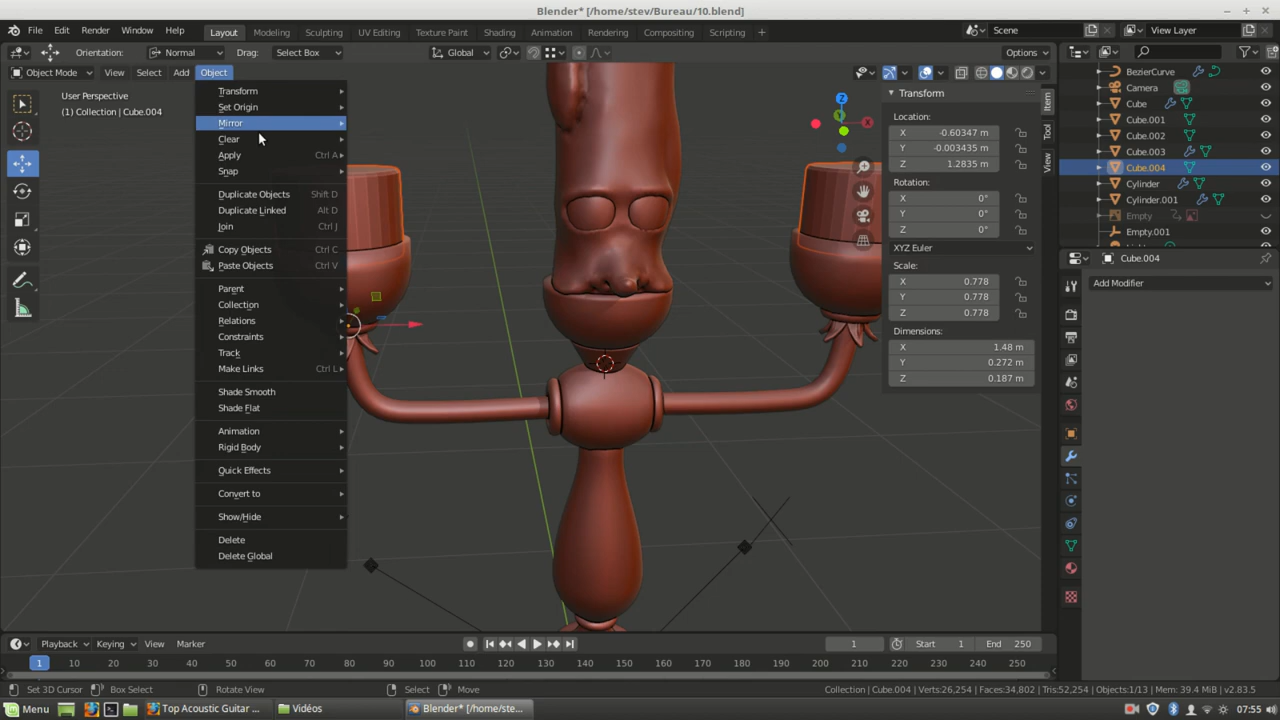 Blender* [/home/stev/Bureau/10.blend]
File Edit Render Window Help Layout Modeling Sculpting UV Editing Texture Paint Shading Animation Rendering Compositing Scripting + Scene View Layer
Orientation: Normal Drag: Select Box Global Options
Object Mode View Select Add Object
User Perspective
(1) Collection | Cube.004
Transform
Set Origin
Mirror
Clear
Apply Ctrl A
Snap
Duplicate Objects Shift D
Duplicate Linked Alt D
Join Ctrl J
Copy Objects Ctrl C
Paste Objects Ctrl V
Parent
Collection
Relations
Constraints
Track
Make Links Ctrl L
Shade Smooth
Shade Flat
Animation
Rigid Body
Quick Effects
Convert to
Show/Hide
Delete
Delete Global
Z
Transform
Location:
X -0.60347 m
Y -0.003435 m
Z 1.2835 m
Rotation:
X 0°
Y 0°
Z 0°
XYZ Euler
Scale:
X 0.778
Y 0.778
Z 0.778
Dimensions:
X 1.48 m
Y 0.272 m
Z 0.187 m
Item
Tool
View
BezierCurve
Camera
Cube
Cube.001
Cube.002
Cube.003
Cube.004
Cylinder
Cylinder.001
Empty
Empty.001
Cube.004
Add Modifier
Playback Keying View Marker 1 Start 1 End 250
1 10 20 30 40 50 60 70 80 90 100 110 120 130 140 150 160 170 180 190 200 210 220 230 240 250
Set 3D Cursor Box Select Rotate View Select Move Collection | Cube.004 | Verts:26,254 | Faces:34,802 | Tris:52,254 | Objects:1/13 | Mem: 39.4 MiB | v2.83.5
Menu Top Acoustic Guitar ... Vidéos Blender* [/home/ste... 07:55